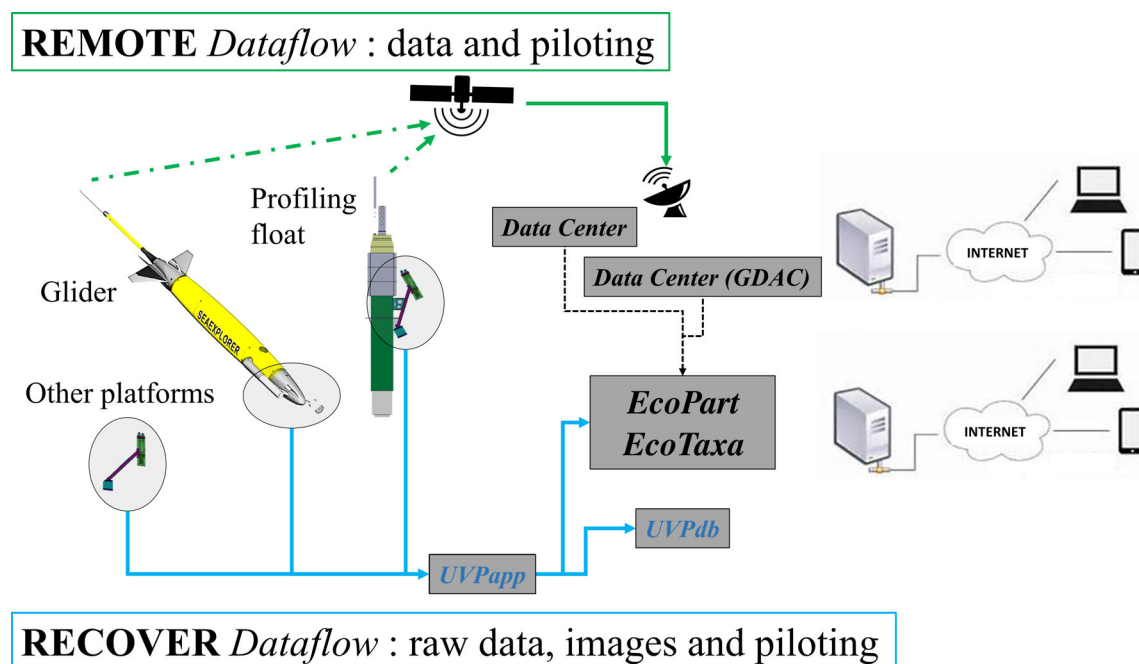 REMOTE Dataflow : data and piloting
Profiling
float
Glider
SEAEXPLORER
Other platforms
Data Center
Data Center (GDAC)
INTERNET
EcoPart
EcoTaxa
INTERNET
UVPdb
UVPapp
RECOVER Dataflow : raw data, images and piloting